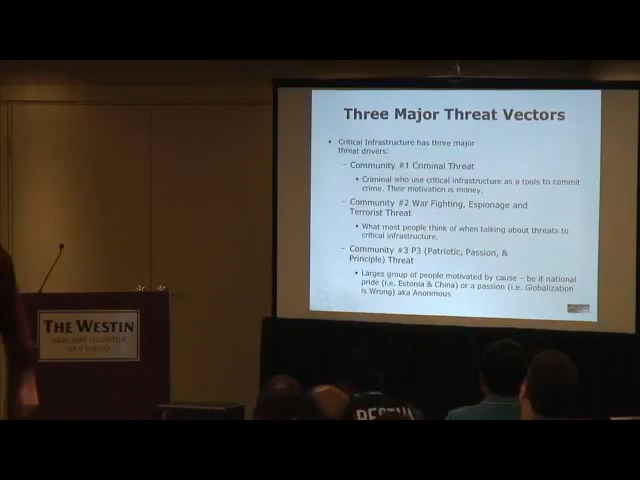 Three Major Threat Vectors
• Critical Infrastructure has three major
threat drivers:
– Community #1 Criminal Threat
• Criminal who use critical infrastructure as a tools to commit
crime. Their motivation is money.
– Community #2 War Fighting, Espionage and
Terrorist Threat
• What most people think of when talking about threats to
critical infrastructure.
– Community #3 P3 (Patriotic, Passion, &
Principle) Threat
• Larges group of people motivated by cause – be it national
pride (i.e. Estonia & China) or a passion (i.e. Globalization
is Wrong) aka Anonmous
THE WESTIN
GASLAMP QUARTER
SAN DIEGO